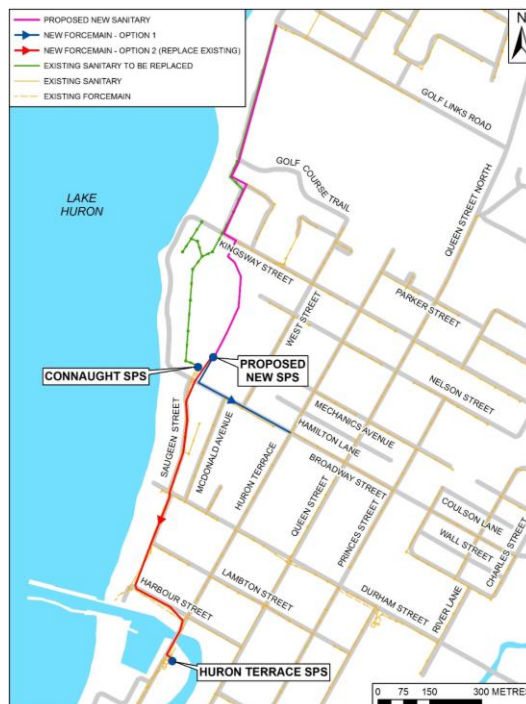 PROPOSED NEW SANITARY
NEW FORCEMAIN - OPTION 1
NEW FORCEMAIN - OPTION 2 (REPLACE EXISTING)
EXISTING SANITARY TO BE REPLACED
EXISTING SANITARY
EXISTING FORCEMAIN
N
GOLF LINKS ROAD
LAKE
HURON
GOLF COURSE TRAIL
QUEEN STREET NORTH
KINGSWAY STREET
WEST STREET
PARKER STREET
CONNAUGHT SPS
PROPOSED
NEW SPS
NELSON STREET
SAUGEEN STREET
MCDONALD AVENUE
MECHANICS AVENUE
HAMILTON LANE
HURON TERRACE
BROADWAY STREET
QUEEN STREET
PRINCES STREET
COULSON LANE
WALL STREET
CHARLES STREET
RIVER LANE
HARBOUR STREET
LAMBTON STREET
DURHAM STREET
HURON TERRACE SPS
0 75 150 300 METRES